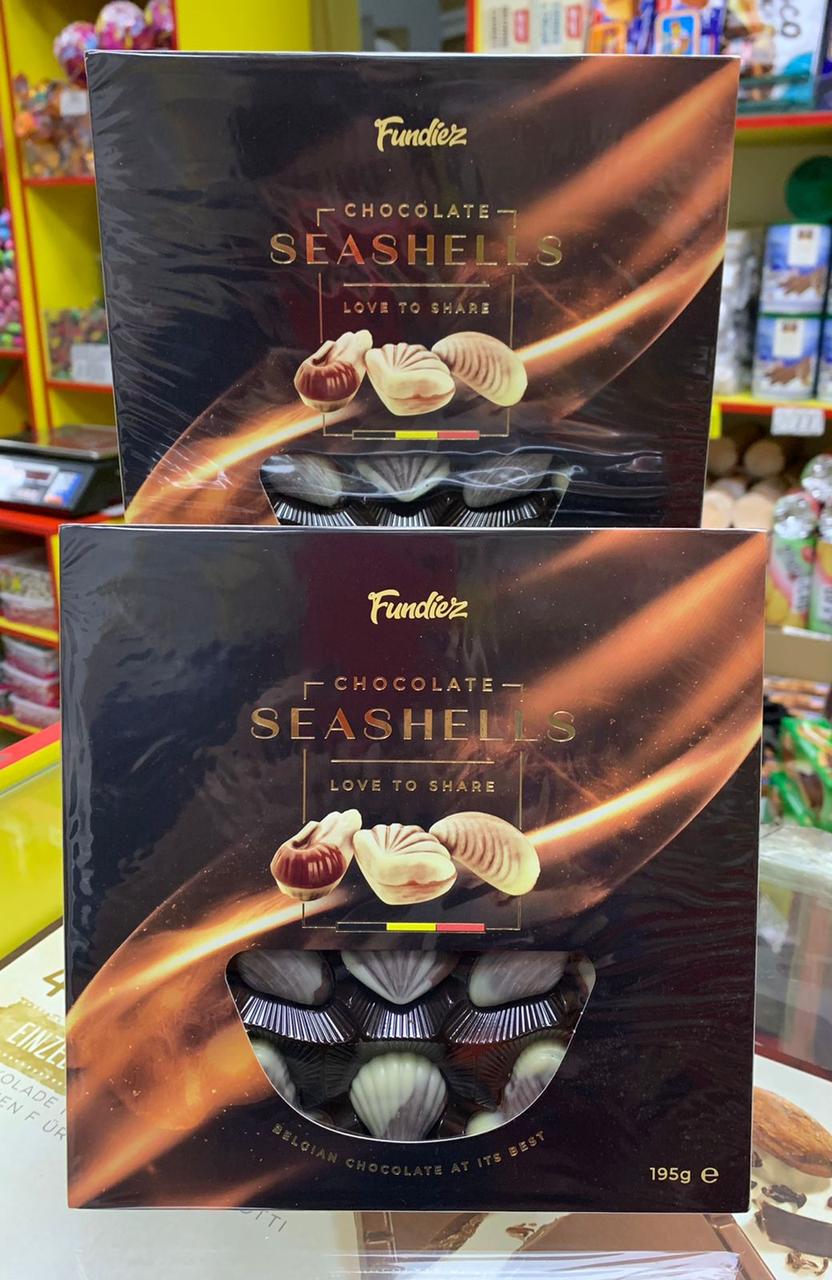 Fundiez
CHOCOLATE
SEASHELLS
LOVE TO SHARE
Fundiez
CHOCOLATE
SEASHELLS
LOVE TO SHARE
BELGIAN CHOCOLATE AT ITS BEST
195g e